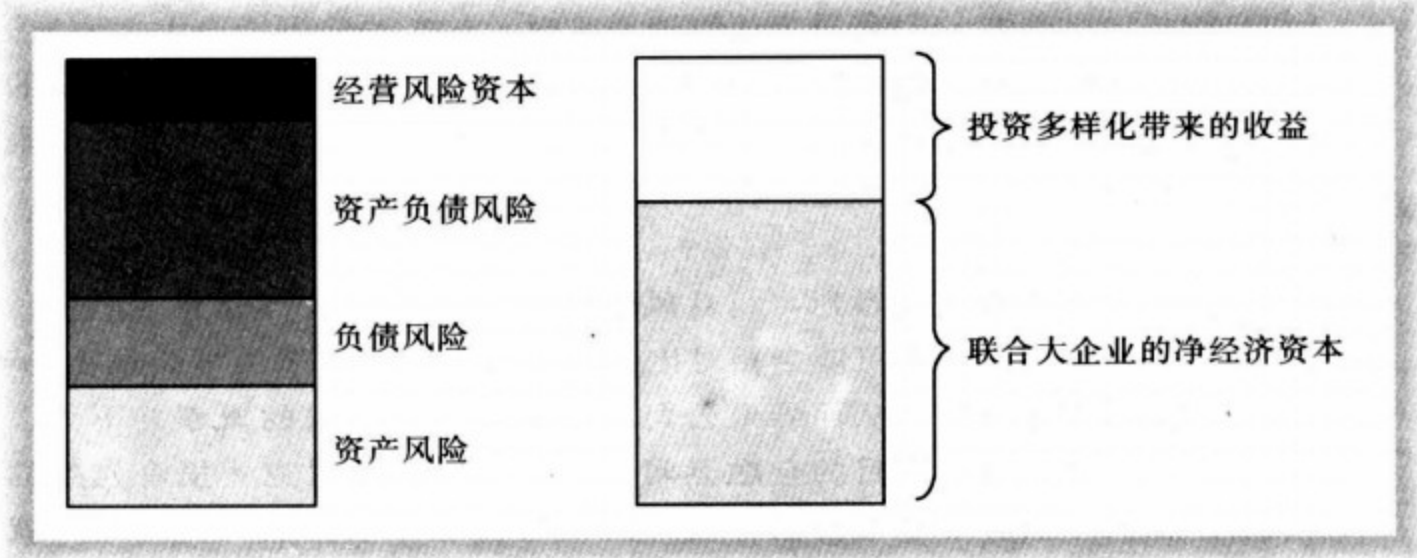 经营风险资本
资产负债风险
负债风险
资产风险
投资多样化带来的收益
联合大企业的净经济资本